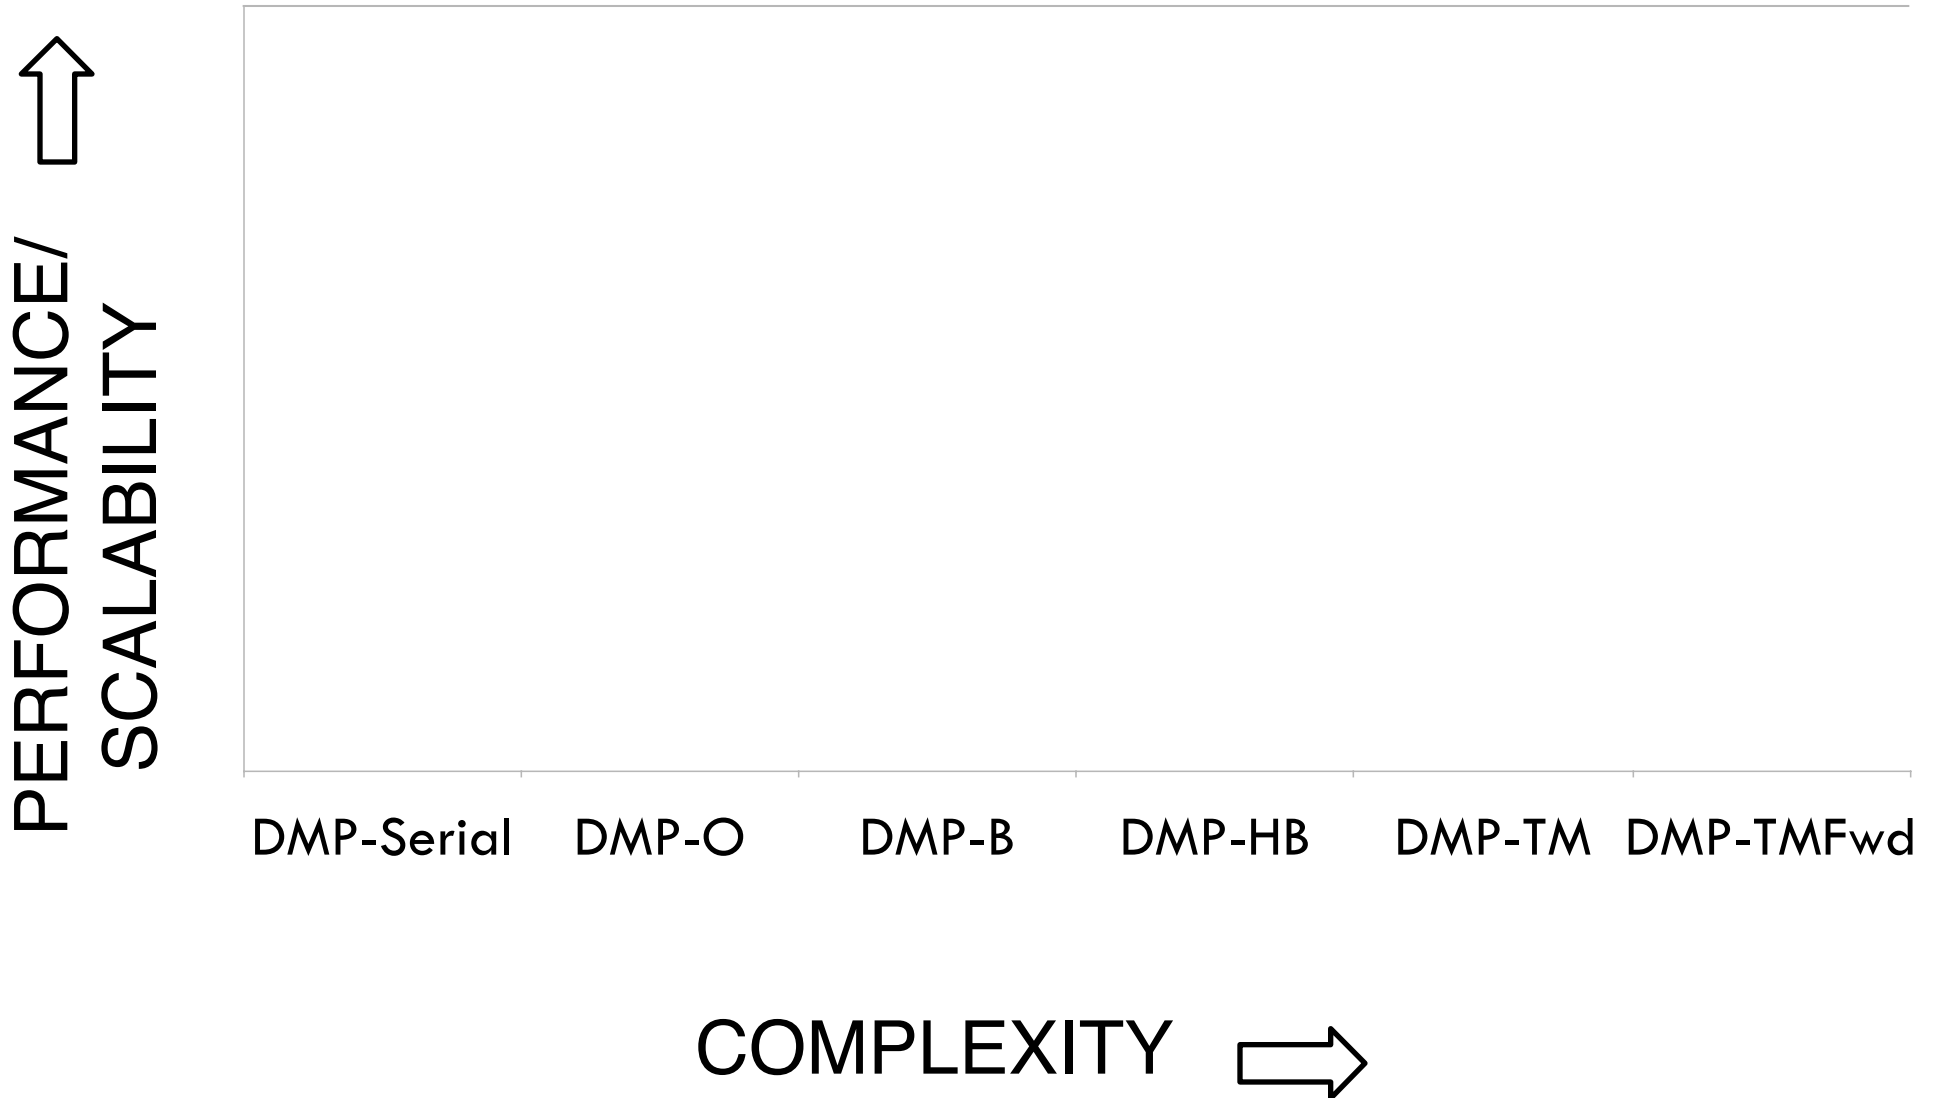 PERFORMANCE/
SCALABILITY
DMP-Serial DMP-O DMP-B DMP-HB DMP-TM DMP-TMFwd
COMPLEXITY